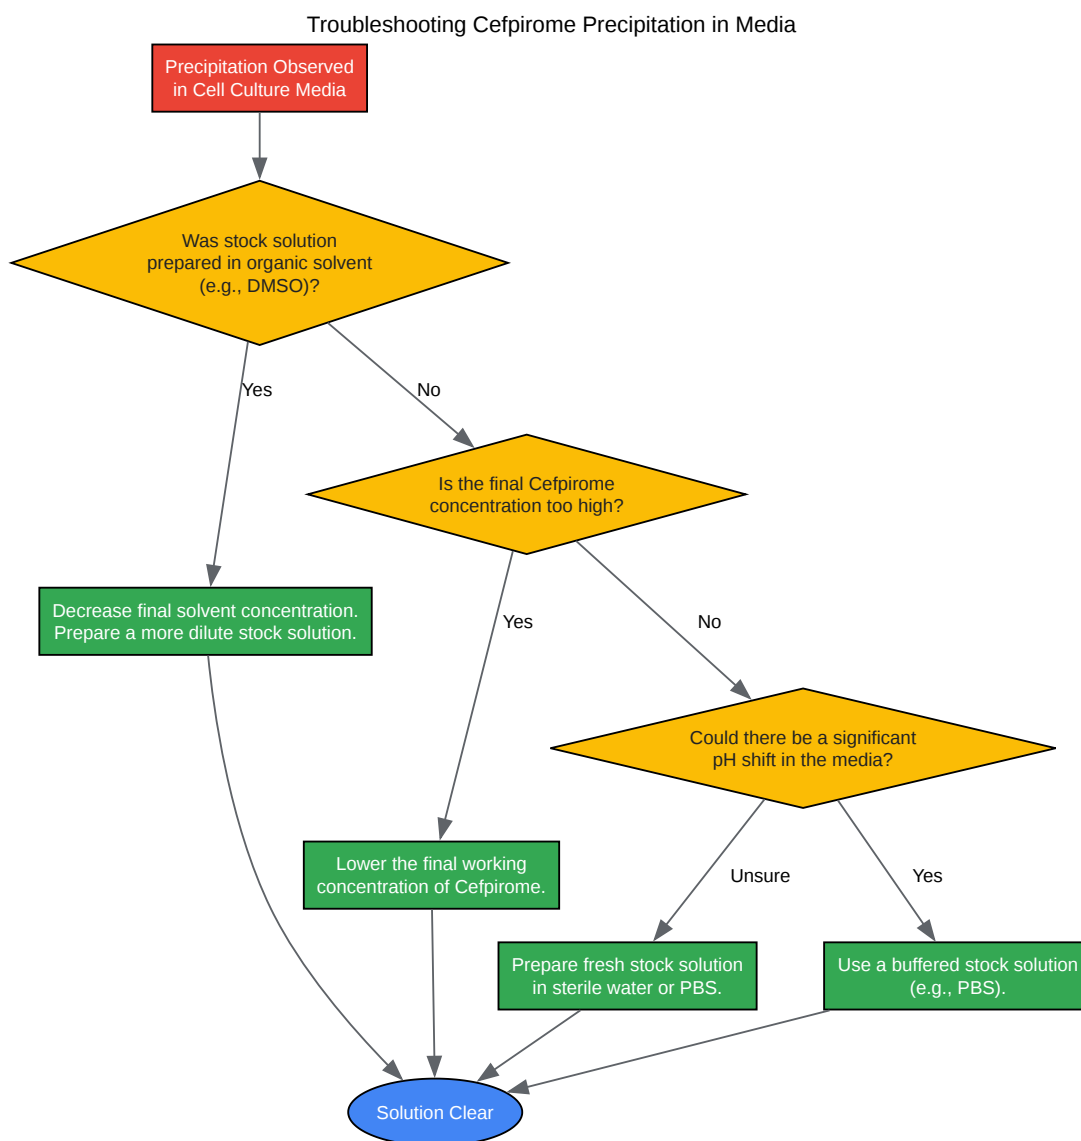 Troubleshooting Cefpirome Precipitation in Media
Precipitation Observed
in Cell Culture Media
Was stock solution
prepared in organic solvent
(e.g., DMSO)?
Yes
No
Is the final Cefpirome
concentration too high?
Decrease final solvent concentration.
Prepare a more dilute stock solution.
Yes
No
Could there be a significant
pH shift in the media?
Lower the final working
concentration of Cefpirome.
Unsure
Yes
Prepare fresh stock solution
in sterile water or PBS.
Use a buffered stock solution
(e.g., PBS).
Solution Clear